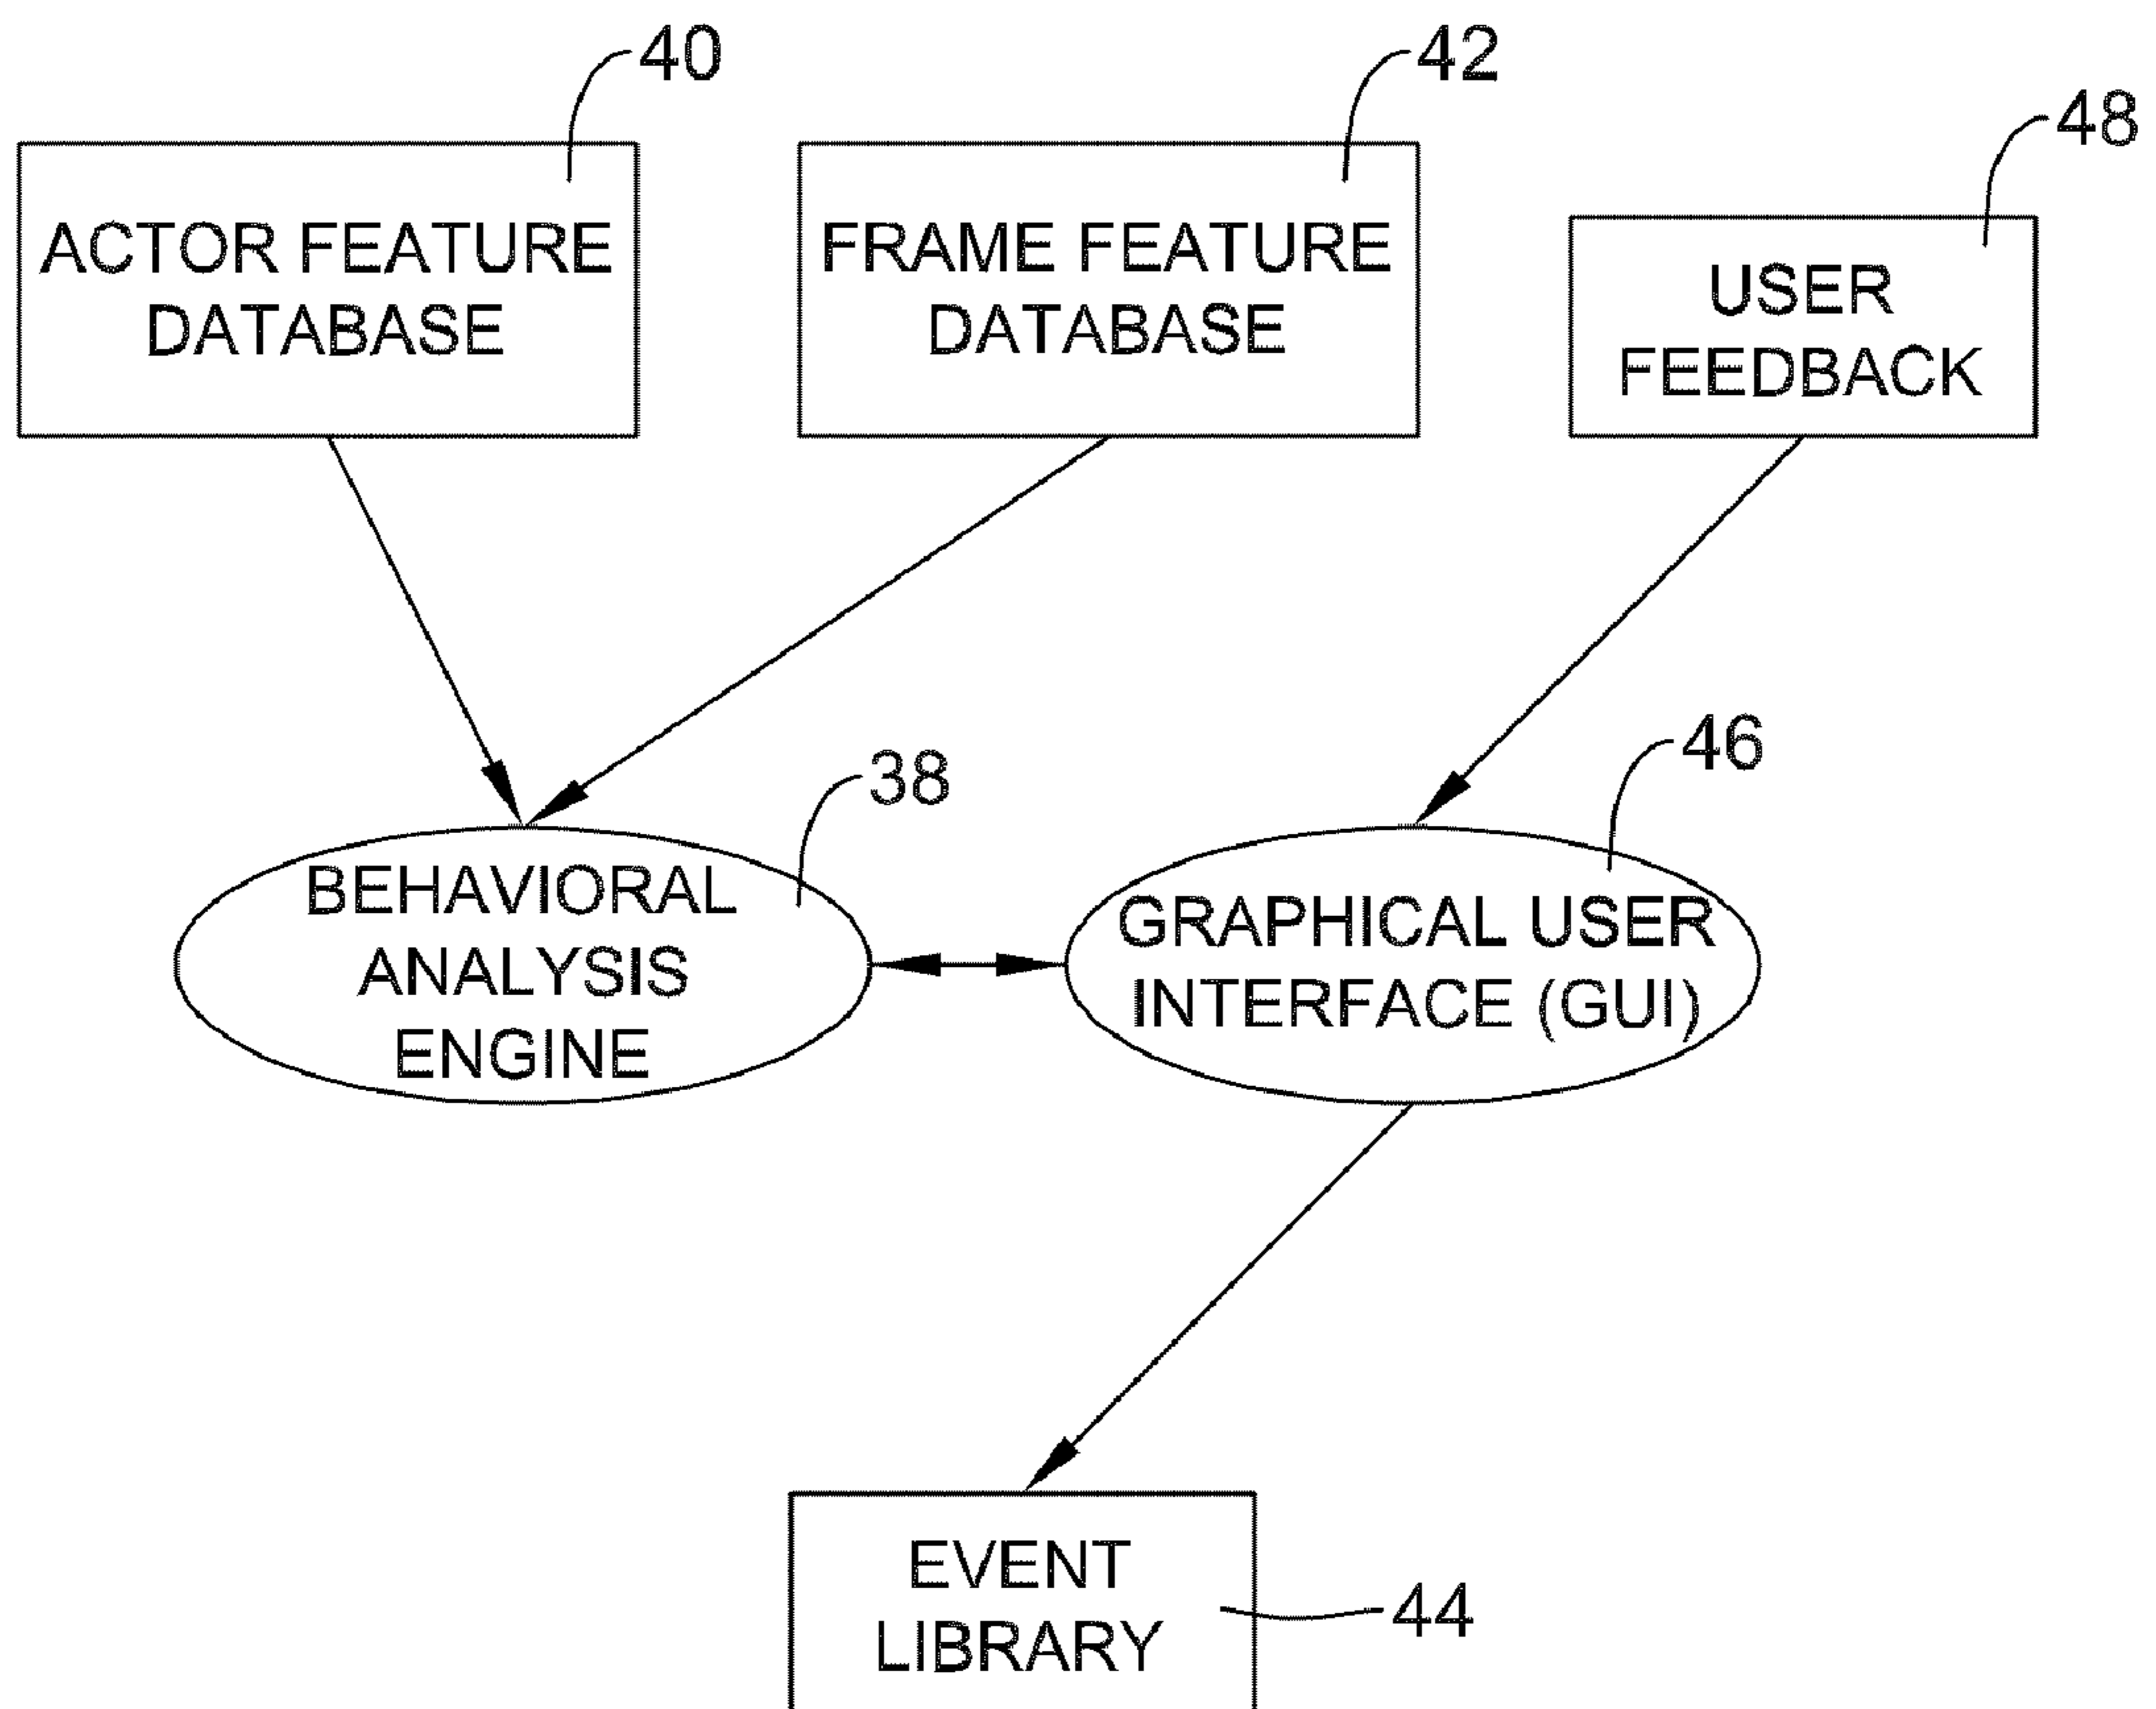 40
42
48
ACTOR FEATURE
DATABASE
FRAME FEATURE
DATABASE
USER
FEEDBACK
38
46
BEHAVIORAL
ANALYSIS
ENGINE
GRAPHICAL USER
INTERFACE (GUI)
EVENT
LIBRARY
44